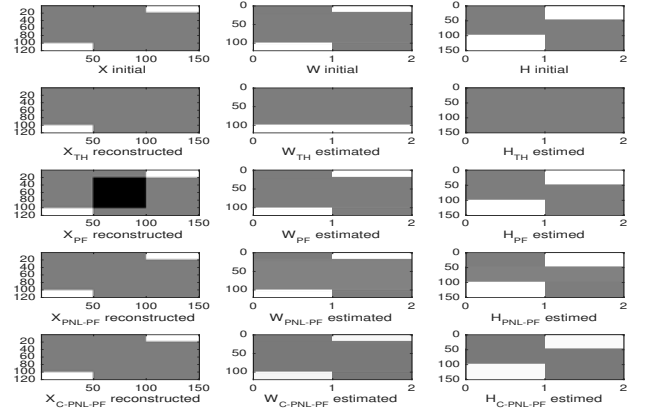 20
40
60
80
100
120
50 100 150
X initial
0
50
100
0 1 2
W initial
0
50
100
150
0 1 2
H initial
20
40
60
80
100
120
50 100 150
X_TH reconstructed
0
50
100
0 1 2
W_TH estimated
0
50
100
150
0 1 2
H_TH estimed
20
40
60
80
100
120
50 100 150
X_PF reconstructed
0
50
100
0 1 2
W_PF estimated
0
50
100
150
0 1 2
H_PF estimed
20
40
60
80
100
120
50 100 150
X_PNL-PF reconstructed
0
50
100
0 1 2
W_PNL-PF estimated
0
50
100
150
0 1 2
H_PNL-PF estimed
20
40
60
80
100
120
50 100 150
X_C-PNL-PF reconstructed
0
50
100
0 1 2
W_C-PNL-PF estimated
0
50
100
150
0 1 2
H_C-PNL-PF estimed